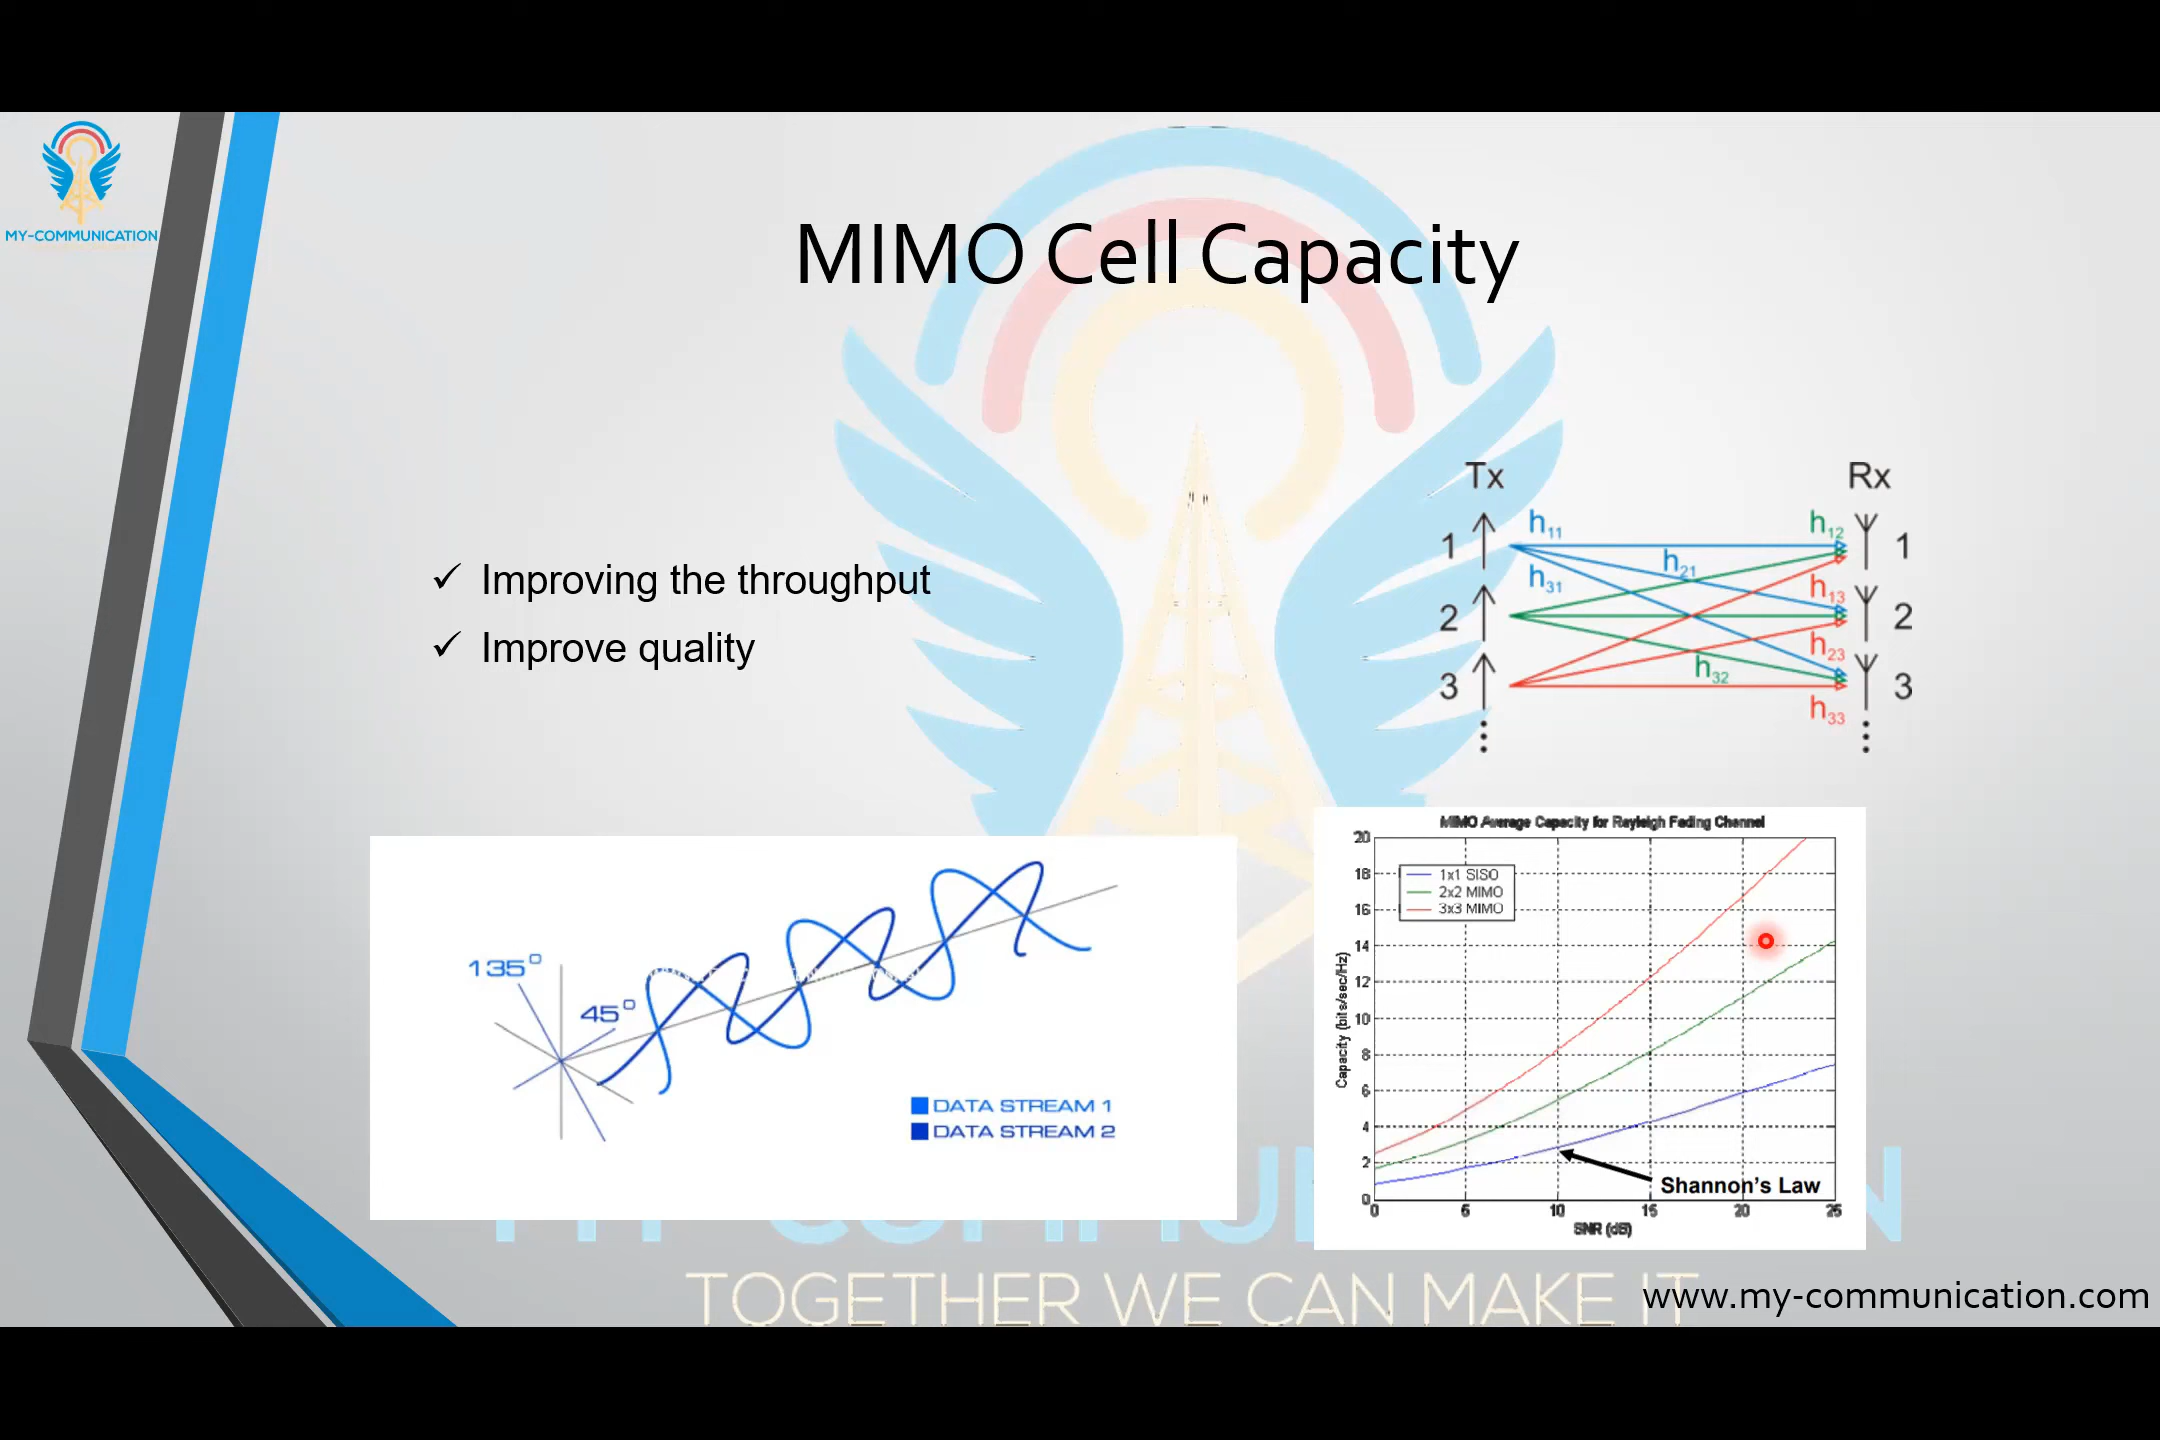 MY-COMMUNICATION
MIMO Cell Capacity
✓ Improving the throughput
✓ Improve quality
Tx
Rx
h11
h12
1
1
h21
h31
h13
2
2
h23
h32
3
3
h33
135°
45°
DATA STREAM 1
DATA STREAM 2
MIMO Average Capacity for Rayleigh Fading Channel
1x1 SISO
2x2 MIMO
3x3 MIMO
Capacity (bits/sec/Hz)
20
18
16
14
12
10
8
6
4
2
0
Shannon's Law
0 5 10 15 20 25
SNR (dB)
TOGETHER WE CAN MAKE IT
www.my-communication.com